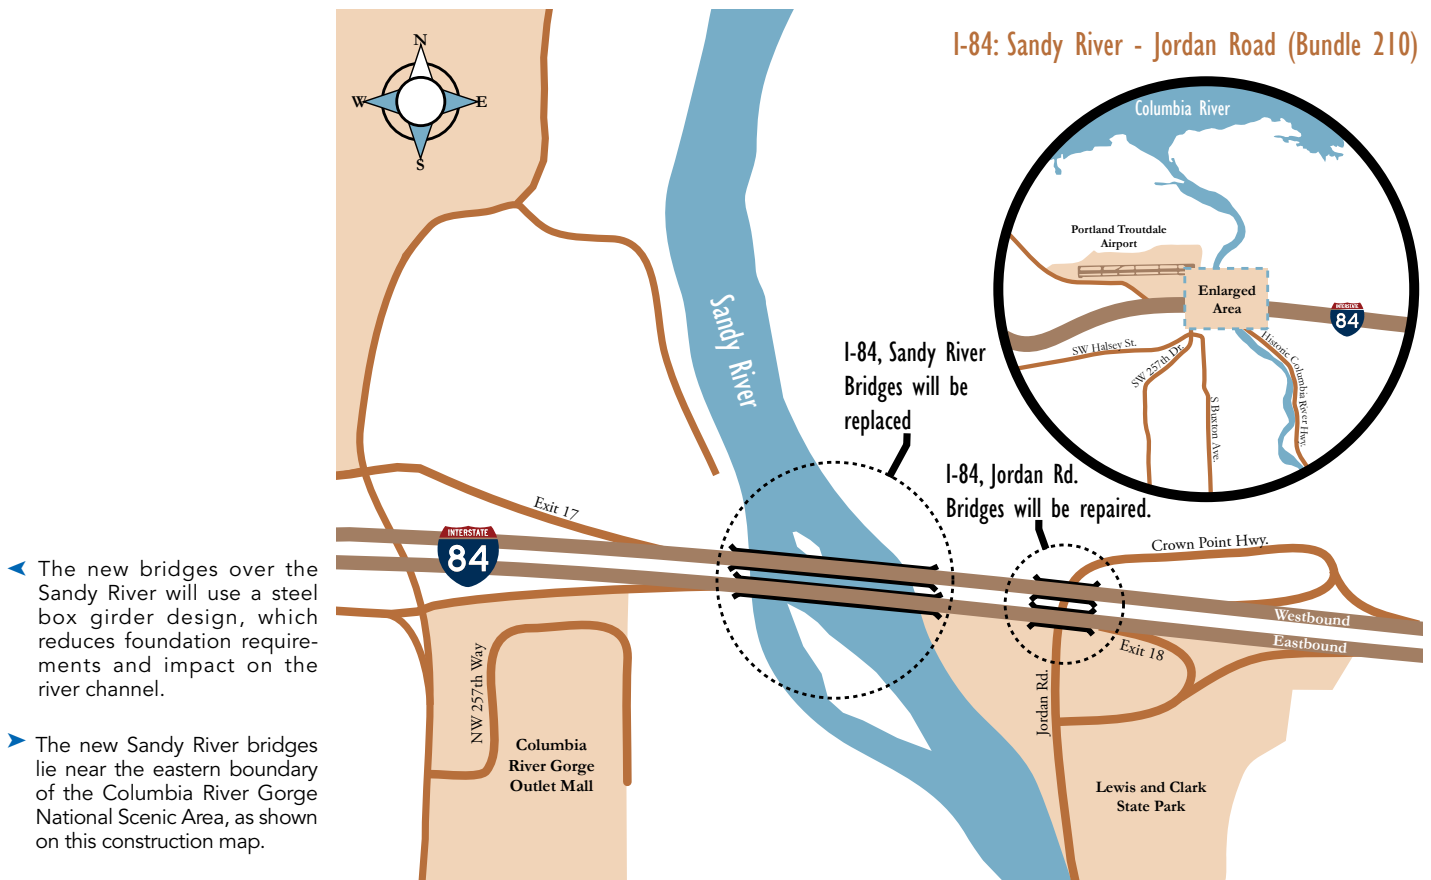 I-84: Sandy River - Jordan Road (Bundle 210)
N
W
E
S
Columbia River
Portland Troutdale
Airport
Enlarged
Area
INTERSTATE
84
SW Halsey St.
SW 257th Dr.
S Buxton Ave.
Historic Columbia River Hwy.
Sandy River
I-84, Sandy River
Bridges will be
replaced
I-84, Jordan Rd.
Bridges will be repaired.
Exit 17
INTERSTATE
84
Crown Point Hwy.
Westbound
Eastbound
Exit 18
Jordan Rd.
NW 257th Way
Columbia
River Gorge
Outlet Mall
Lewis and Clark
State Park
The new bridges over the
Sandy River will use a steel
box girder design, which
reduces foundation require-
ments and impact on the
river channel.
The new Sandy River bridges
lie near the eastern boundary
of the Columbia River Gorge
National Scenic Area, as shown
on this construction map.